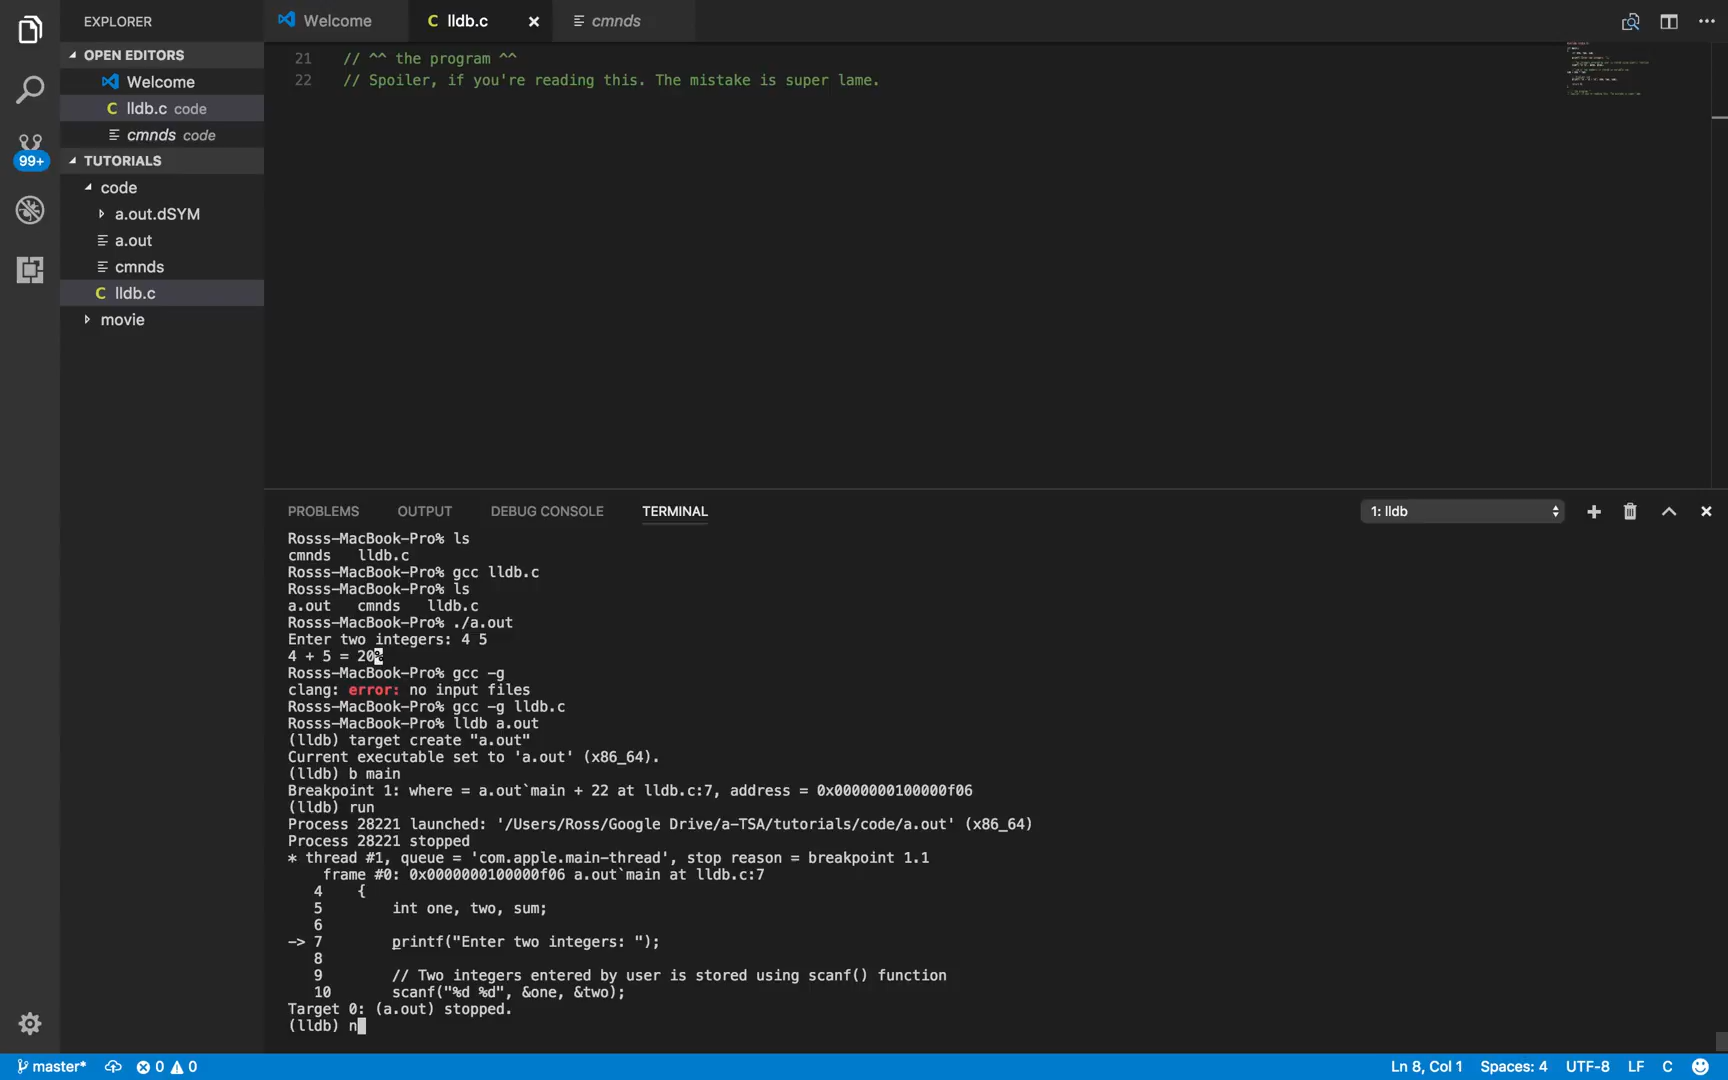 EXPLORER
OPEN EDITORS
Welcome
lldb.c code
cmnds code
99+
TUTORIALS
code
a.out.dSYM
a.out
cmnds
lldb.c
movie
Welcome
lldb.c
cmnds
21 // ^^ the program ^^
22 // Spoiler, if you're reading this. The mistake is super lame.
PROBLEMS OUTPUT DEBUG CONSOLE TERMINAL
1: lldb
Rosss-MacBook-Pro% ls
cmnds lldb.c
Rosss-MacBook-Pro% gcc lldb.c
Rosss-MacBook-Pro% ls
a.out cmnds lldb.c
Rosss-MacBook-Pro% ./a.out
Enter two integers: 4 5
4 + 5 = 20%
Rosss-MacBook-Pro% gcc -g
clang: error: no input files
Rosss-MacBook-Pro% gcc -g lldb.c
Rosss-MacBook-Pro% lldb a.out
(lldb) target create "a.out"
Current executable set to 'a.out' (x86_64).
(lldb) b main
Breakpoint 1: where = a.out`main + 22 at lldb.c:7, address = 0x0000000100000f06
(lldb) run
Process 28221 launched: '/Users/Ross/Google Drive/a-TSA/tutorials/code/a.out' (x86_64)
Process 28221 stopped
* thread #1, queue = 'com.apple.main-thread', stop reason = breakpoint 1.1
frame #0: 0x0000000100000f06 a.out`main at lldb.c:7
4 {
5 int one, two, sum;
6
-> 7 printf("Enter two integers: ");
8
9 // Two integers entered by user is stored using scanf() function
10 scanf("%d %d", &one, &two);
Target 0: (a.out) stopped.
(lldb) n
master* 0 0 Ln 8, Col 1 Spaces: 4 UTF-8 LF C